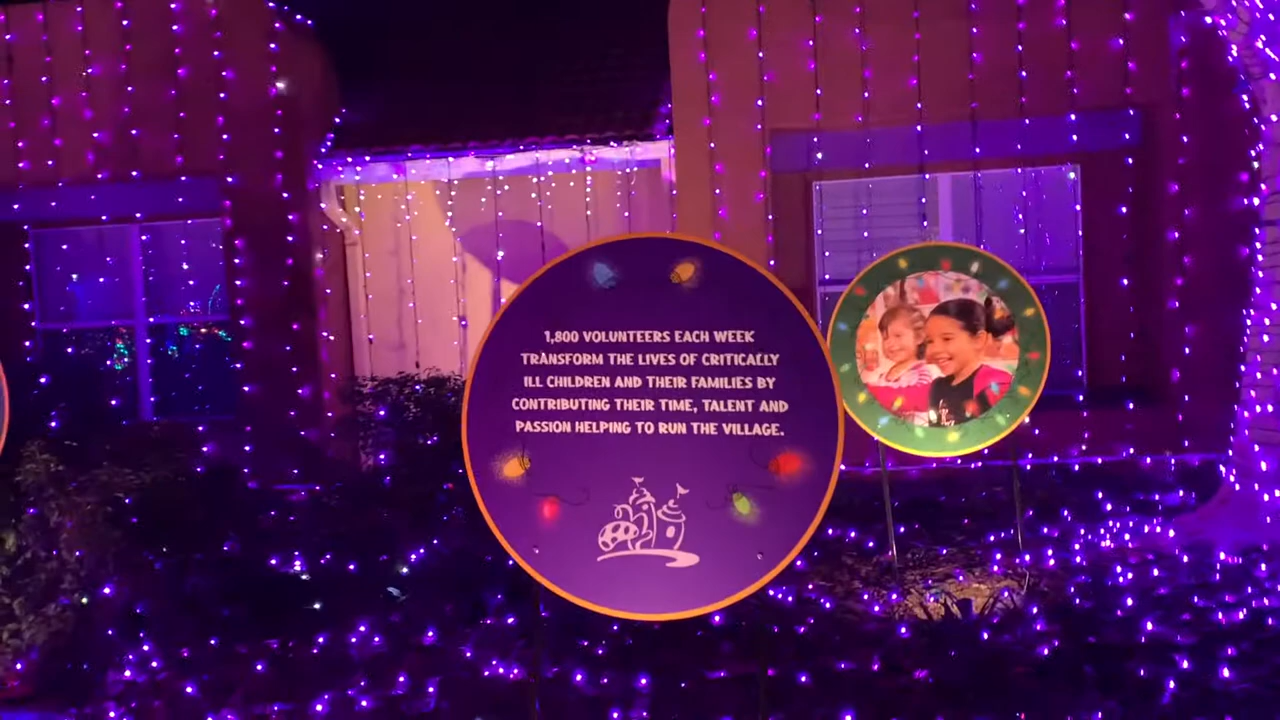 1,800 VOLUNTEERS EACH WEEK
TRANSFORM THE LIVES OF CRITICALLY
ILL CHILDREN AND THEIR FAMILIES BY
CONTRIBUTING THEIR TIME, TALENT AND
PASSION HELPING TO RUN THE VILLAGE.